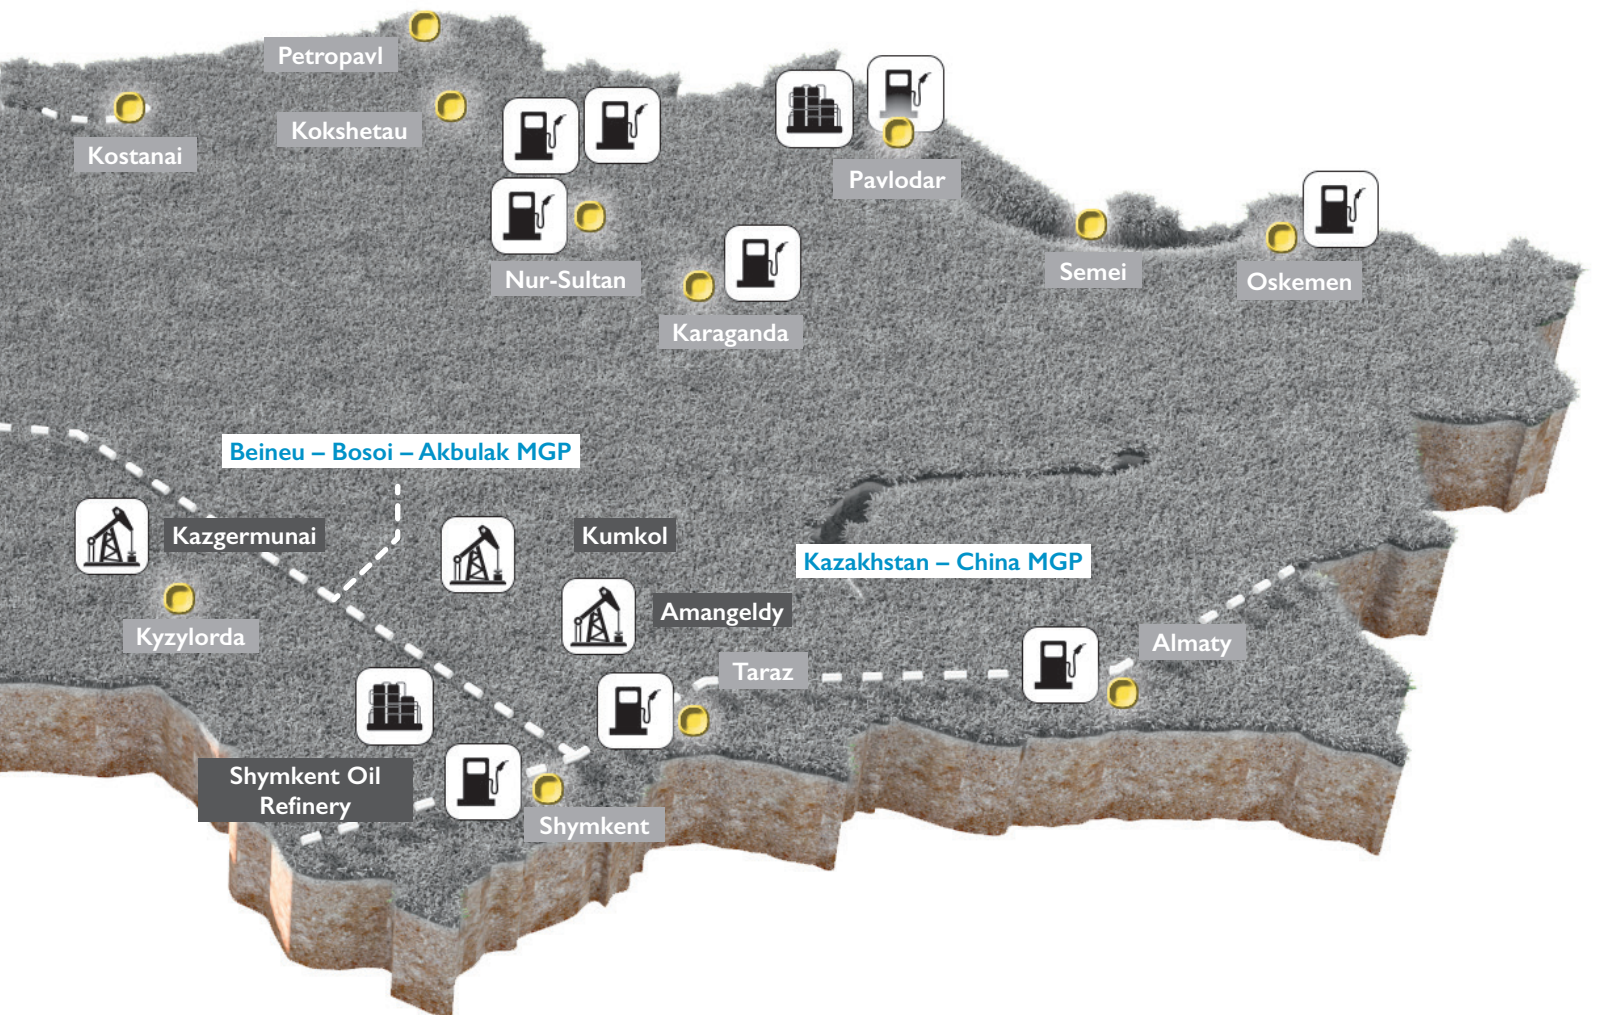 Petropavl
Kokshetau
Kostanai
Pavlodar
Nur-Sultan
Semei
Oskemen
Karaganda
Beineu – Bosoi – Akbulak MGP
Kazgermunai
Kumkol
Kazakhstan – China MGP
Amangeldy
Kyzylorda
Almaty
Taraz
Shymkent Oil
Refinery
Shymkent